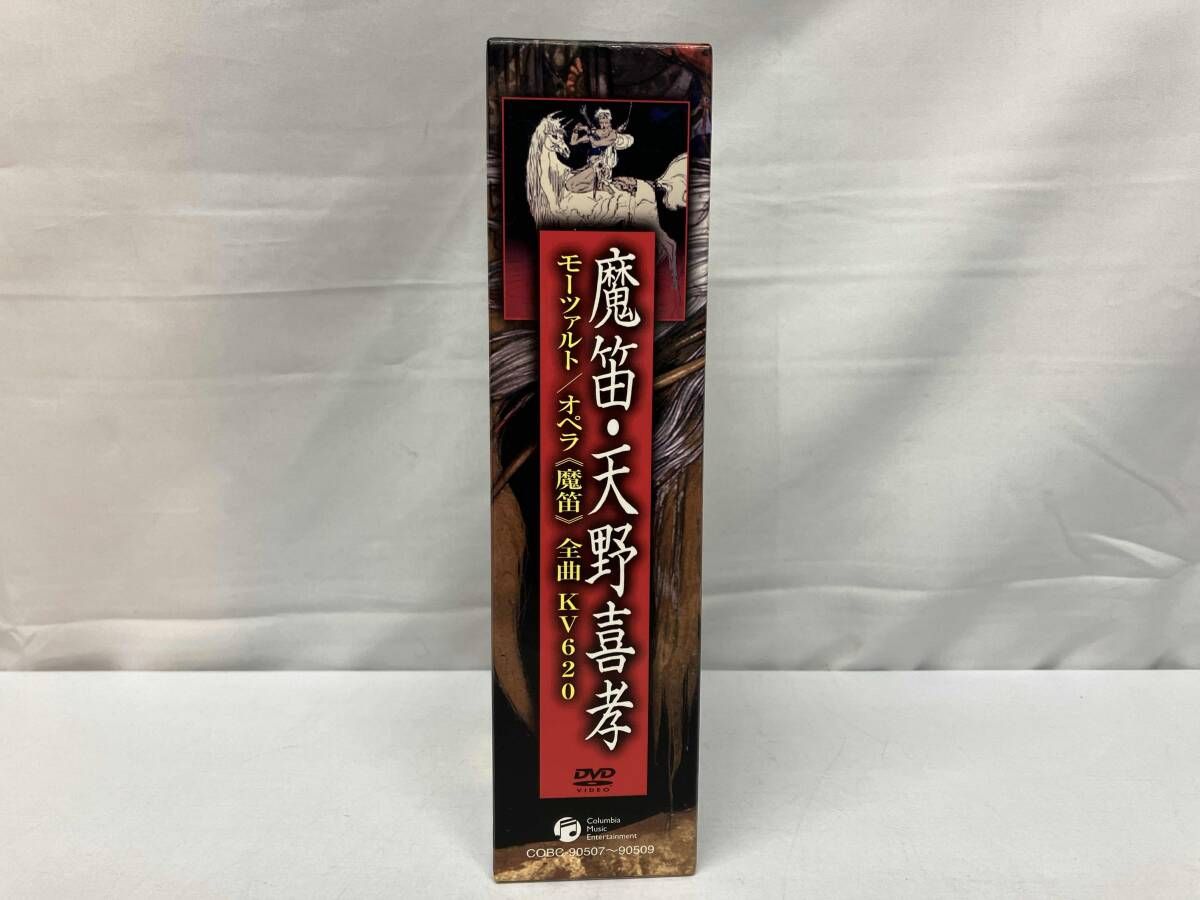 魔笛・天野喜孝
モーツァルト/オペラ《魔笛》 全曲 KV620
DVD
VIDEO
Columbia
Music
Entertainment
COBC-90507〜90509